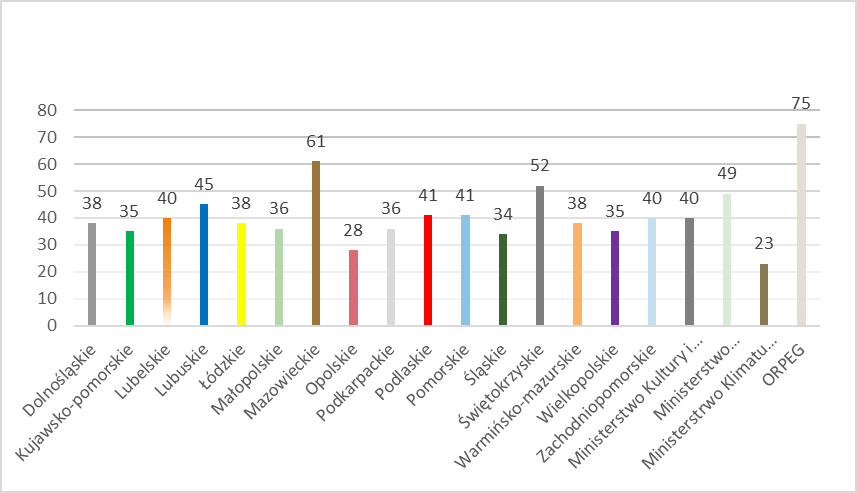 80
70
60
50
40
30
20
10
0
38
35
40
45
38
36
61
28
36
41
41
34
52
38
35
40
40
49
23
75
Dolnośląskie
Kujawsko-pomorskie
Lubelskie
Lubuskie
Łódzkie
Małopolskie
Mazowieckie
Opolskie
Podkarpackie
Podlaskie
Pomorskie
Śląskie
Świętokrzyskie
Warmińsko-mazurskie
Wielkopolskie
Zachodniopomorskie
Ministerstwo Kultury i...
Ministerstwo...
Ministerstrwo Klimatu...
ORPEG